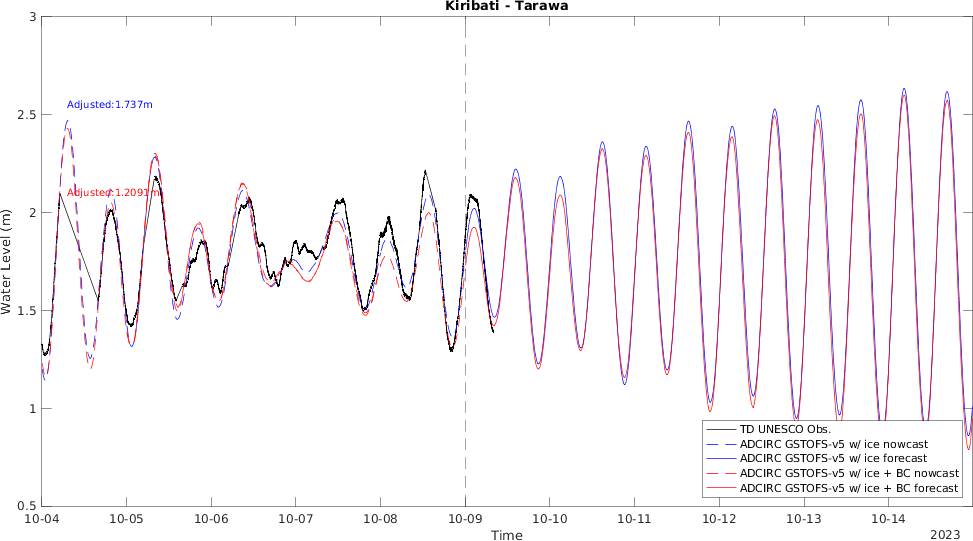 Kiribati - Tarawa
3
2.5
2
1.5
1
0.5
Water Level (m)
Adjusted:1.737m
Adjusted:1.2091m
TD UNESCO Obs.
ADCIRC GSTOFS-v5 w/ ice nowcast
ADCIRC GSTOFS-v5 w/ ice forecast
ADCIRC GSTOFS-v5 w/ ice + BC nowcast
ADCIRC GSTOFS-v5 w/ ice + BC forecast
10-04 10-05 10-06 10-07 10-08 10-09 10-10 10-11 10-12 10-13 10-14
Time
2023